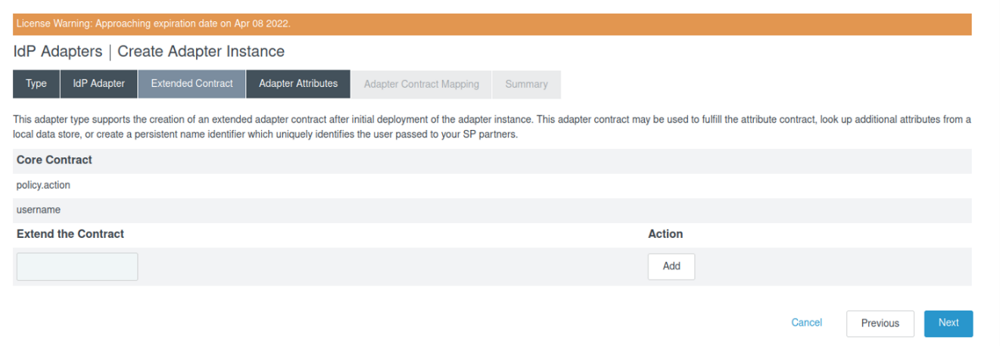 License Warning: Approaching expiration date on Apr 08 2022.
IdP Adapters | Create Adapter Instance
Type IdP Adapter Extended Contract Adapter Attributes Adapter Contract Mapping Summary
This adapter type supports the creation of an extended adapter contract after initial deployment of the adapter instance. This adapter contract may be used to fulfill the attribute contract, look up additional attributes from a
local data store, or create a persistent name identifier which uniquely identifies the user passed to your SP partners.
Core Contract
policy.action
username
Extend the Contract Action
Add
Cancel Previous Next